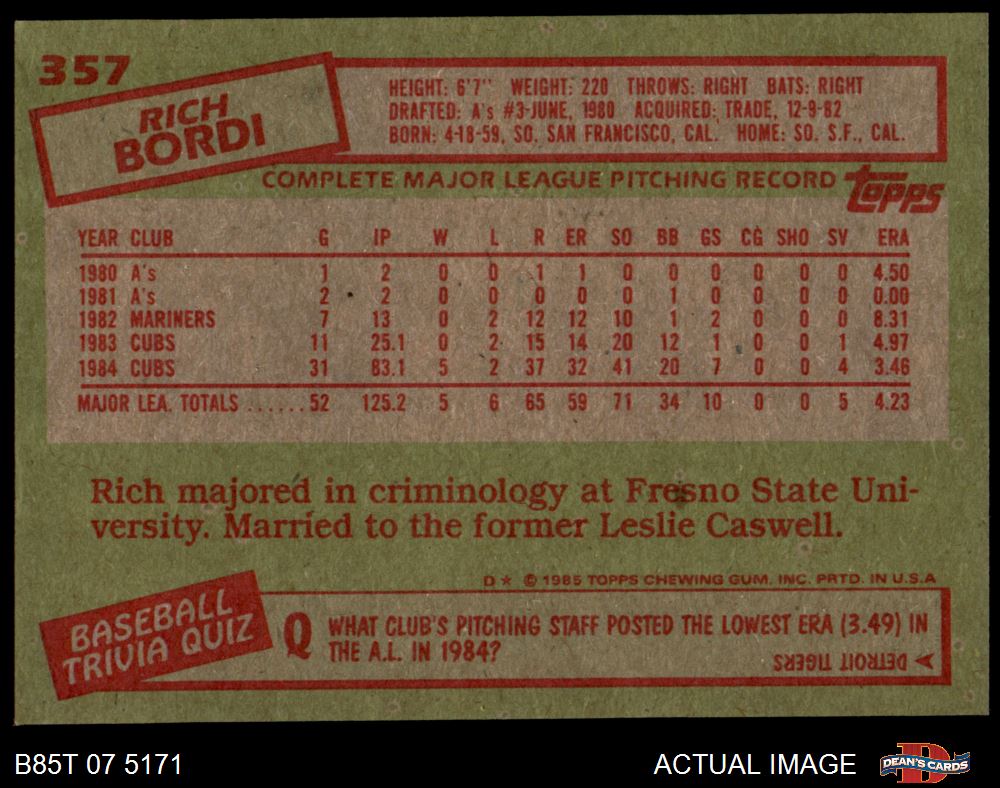 357
RICH
BORDI
HEIGHT: 6'7" WEIGHT: 220 THROWS: RIGHT BATS: RIGHT
DRAFTED: A's #3-JUNE, 1980 ACQUIRED: TRADE, 12-9-82
BORN: 4-18-59, SO. SAN FRANCISCO, CAL. HOME: SO. S.F., CAL.
COMPLETE MAJOR LEAGUE PITCHING RECORD
topps
YEAR CLUB G IP W L R ER SO BB GS CG SHO SV ERA
1980 A's 1 2 0 0 1 1 0 0 0 0 0 0 4.50
1981 A's 2 2 0 0 0 0 0 1 0 0 0 0 0.00
1982 MARINERS 7 13 0 2 12 12 10 1 2 0 0 0 8.31
1983 CUBS 11 25.1 0 2 15 14 20 12 1 0 0 1 4.97
1984 CUBS 31 83.1 5 2 37 32 41 20 7 0 0 4 3.46
MAJOR LEA. TOTALS ...... 52 125.2 5 6 65 59 71 34 10 0 0 5 4.23
Rich majored in criminology at Fresno State Uni-
versity. Married to the former Leslie Caswell.
D* © 1985 TOPPS CHEWING GUM, INC. PRTD. IN U.S.A
BASEBALL
TRIVIA QUIZ
Q WHAT CLUB'S PITCHING STAFF POSTED THE LOWEST ERA (3.49) IN
THE A.L. IN 1984?
DETROIT TIGERS
B85T 07 5171
ACTUAL IMAGE
D
DEAN'S CARDS